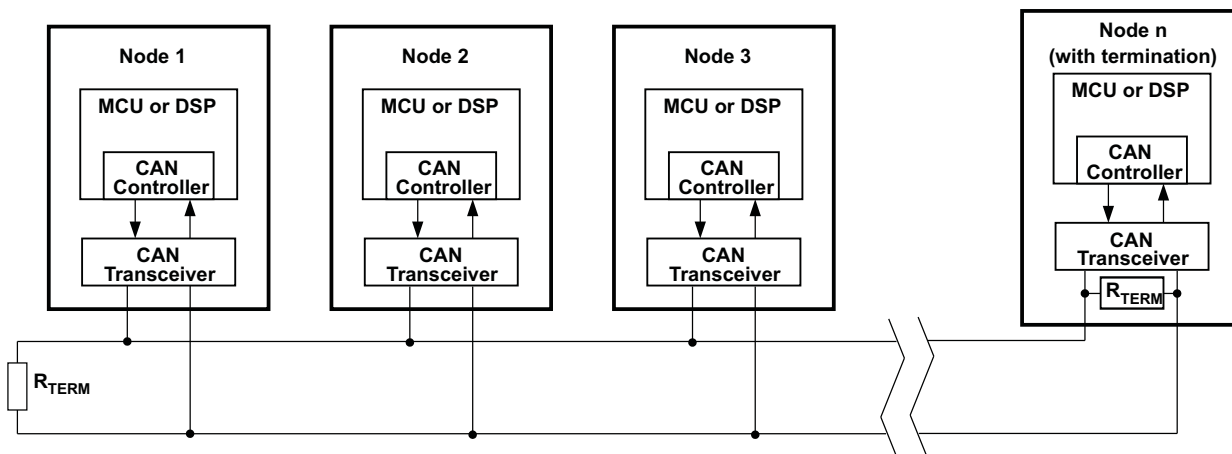 Node 1
MCU or DSP
CAN
Controller
CAN
Transceiver
Node 2
MCU or DSP
CAN
Controller
CAN
Transceiver
Node 3
MCU or DSP
CAN
Controller
CAN
Transceiver
Node n
(with termination)
MCU or DSP
CAN
Controller
CAN
Transceiver
RTERM
RTERM